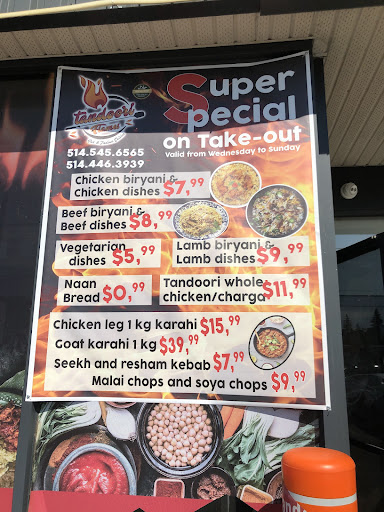 Tandoori
514.545.6565
514.446.3939
Super
Special
on Take-out
Valid from Wednesday to Sunday
Chicken biryani &
Chicken dishes $7,99
Beef biryani &
Beef dishes $8,99
Vegetarian
dishes $5,99
Lamb biryani &
Lamb dishes $9,99
Naan
Bread $0,99
Tandoori whole
chicken/charga $11,99
Chicken leg 1 kg karahi $15,99
Goat karahi 1 kg $39,99
Seekh and resham kebab $7,99
Malai chops and soya chops $9,99